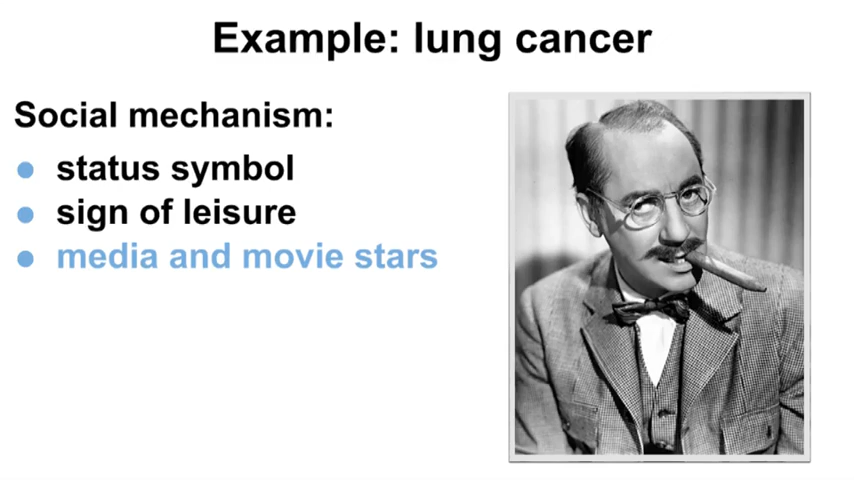 Example: lung cancer
Social mechanism:
status symbol
sign of leisure
media and movie stars